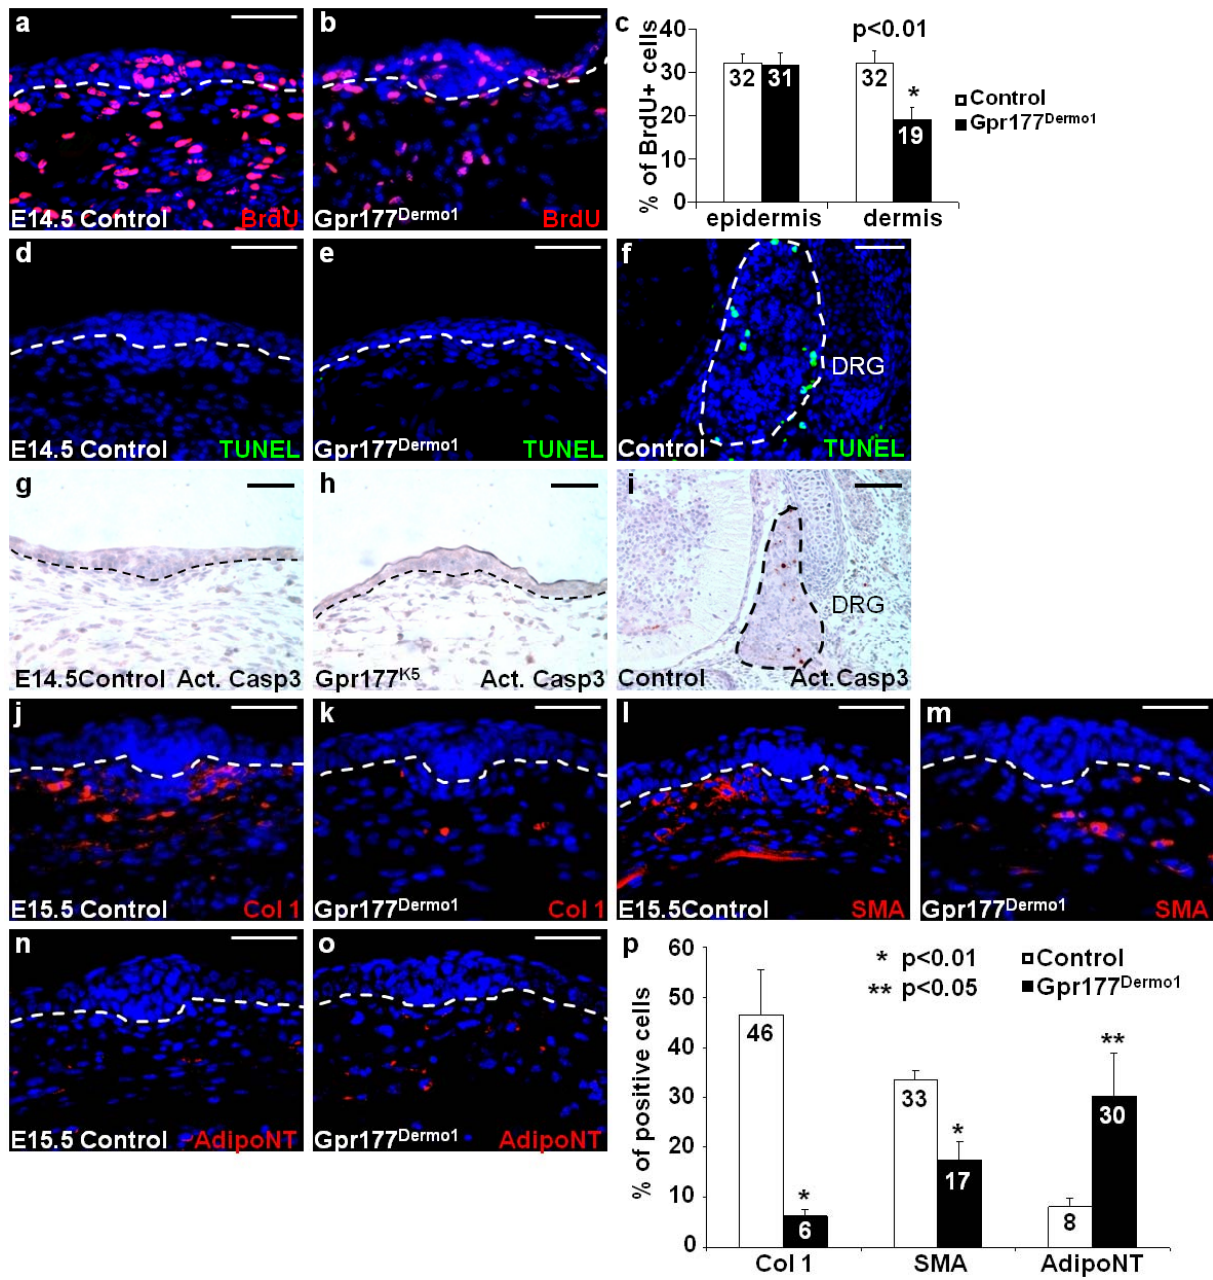 a
E14.5 Control BrdU
b
Gpr177Dermo1 BrdU
c
% of BrdU+ cells
40
30
20
10
0
p<0.01
32
31
32
*
19
epidermis
dermis
Control
Gpr177Dermo1
d
E14.5 Control TUNEL
e
Gpr177Dermo1 TUNEL
f
DRG
Control TUNEL
g
E14.5Control Act. Casp3
h
Gpr177K5 Act. Casp3
i
DRG
Control Act.Casp3
j
E15.5 Control Col 1
k
Gpr177Dermo1 Col 1
l
E15.5Control SMA
m
Gpr177Dermo1 SMA
n
E15.5 Control AdipoNT
o
Gpr177Dermo1 AdipoNT
p
% of positive cells
60
50
40
30
20
10
0
* p<0.01
** p<0.05
Control
Gpr177Dermo1
46
*
6
33
*
17
8
**
30
Col 1
SMA
AdipoNT